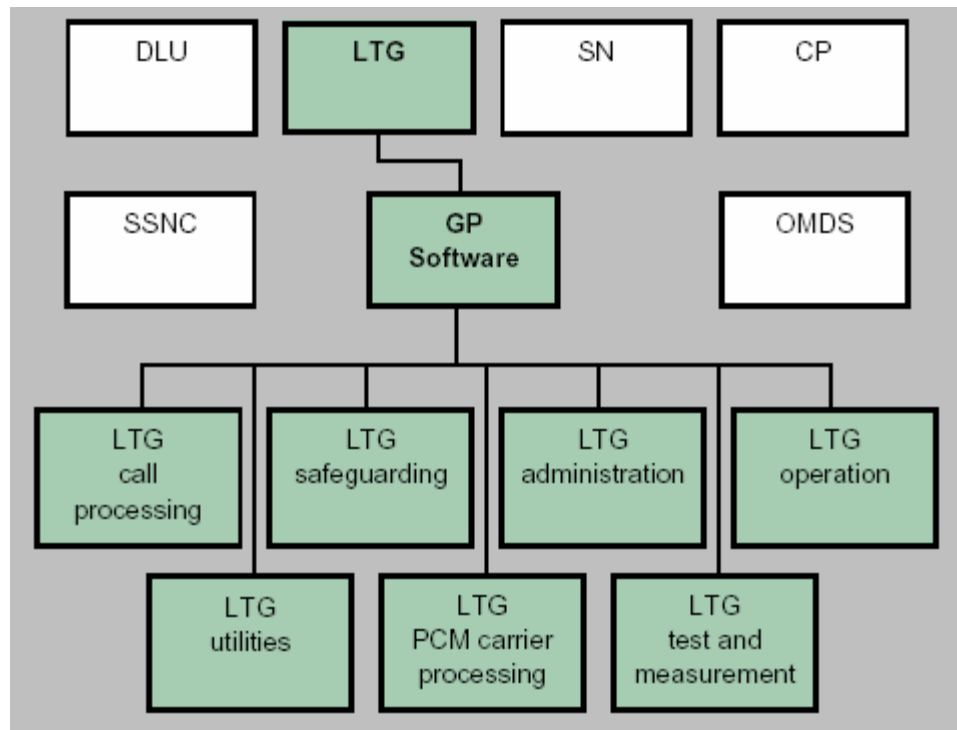 DLU
LTG
SN
CP
SSNC
GP
Software
OMDS
LTG
call
processing
LTG
safeguarding
LTG
administration
LTG
operation
LTG
utilities
LTG
PCM carrier
processing
LTG
test and
measurement